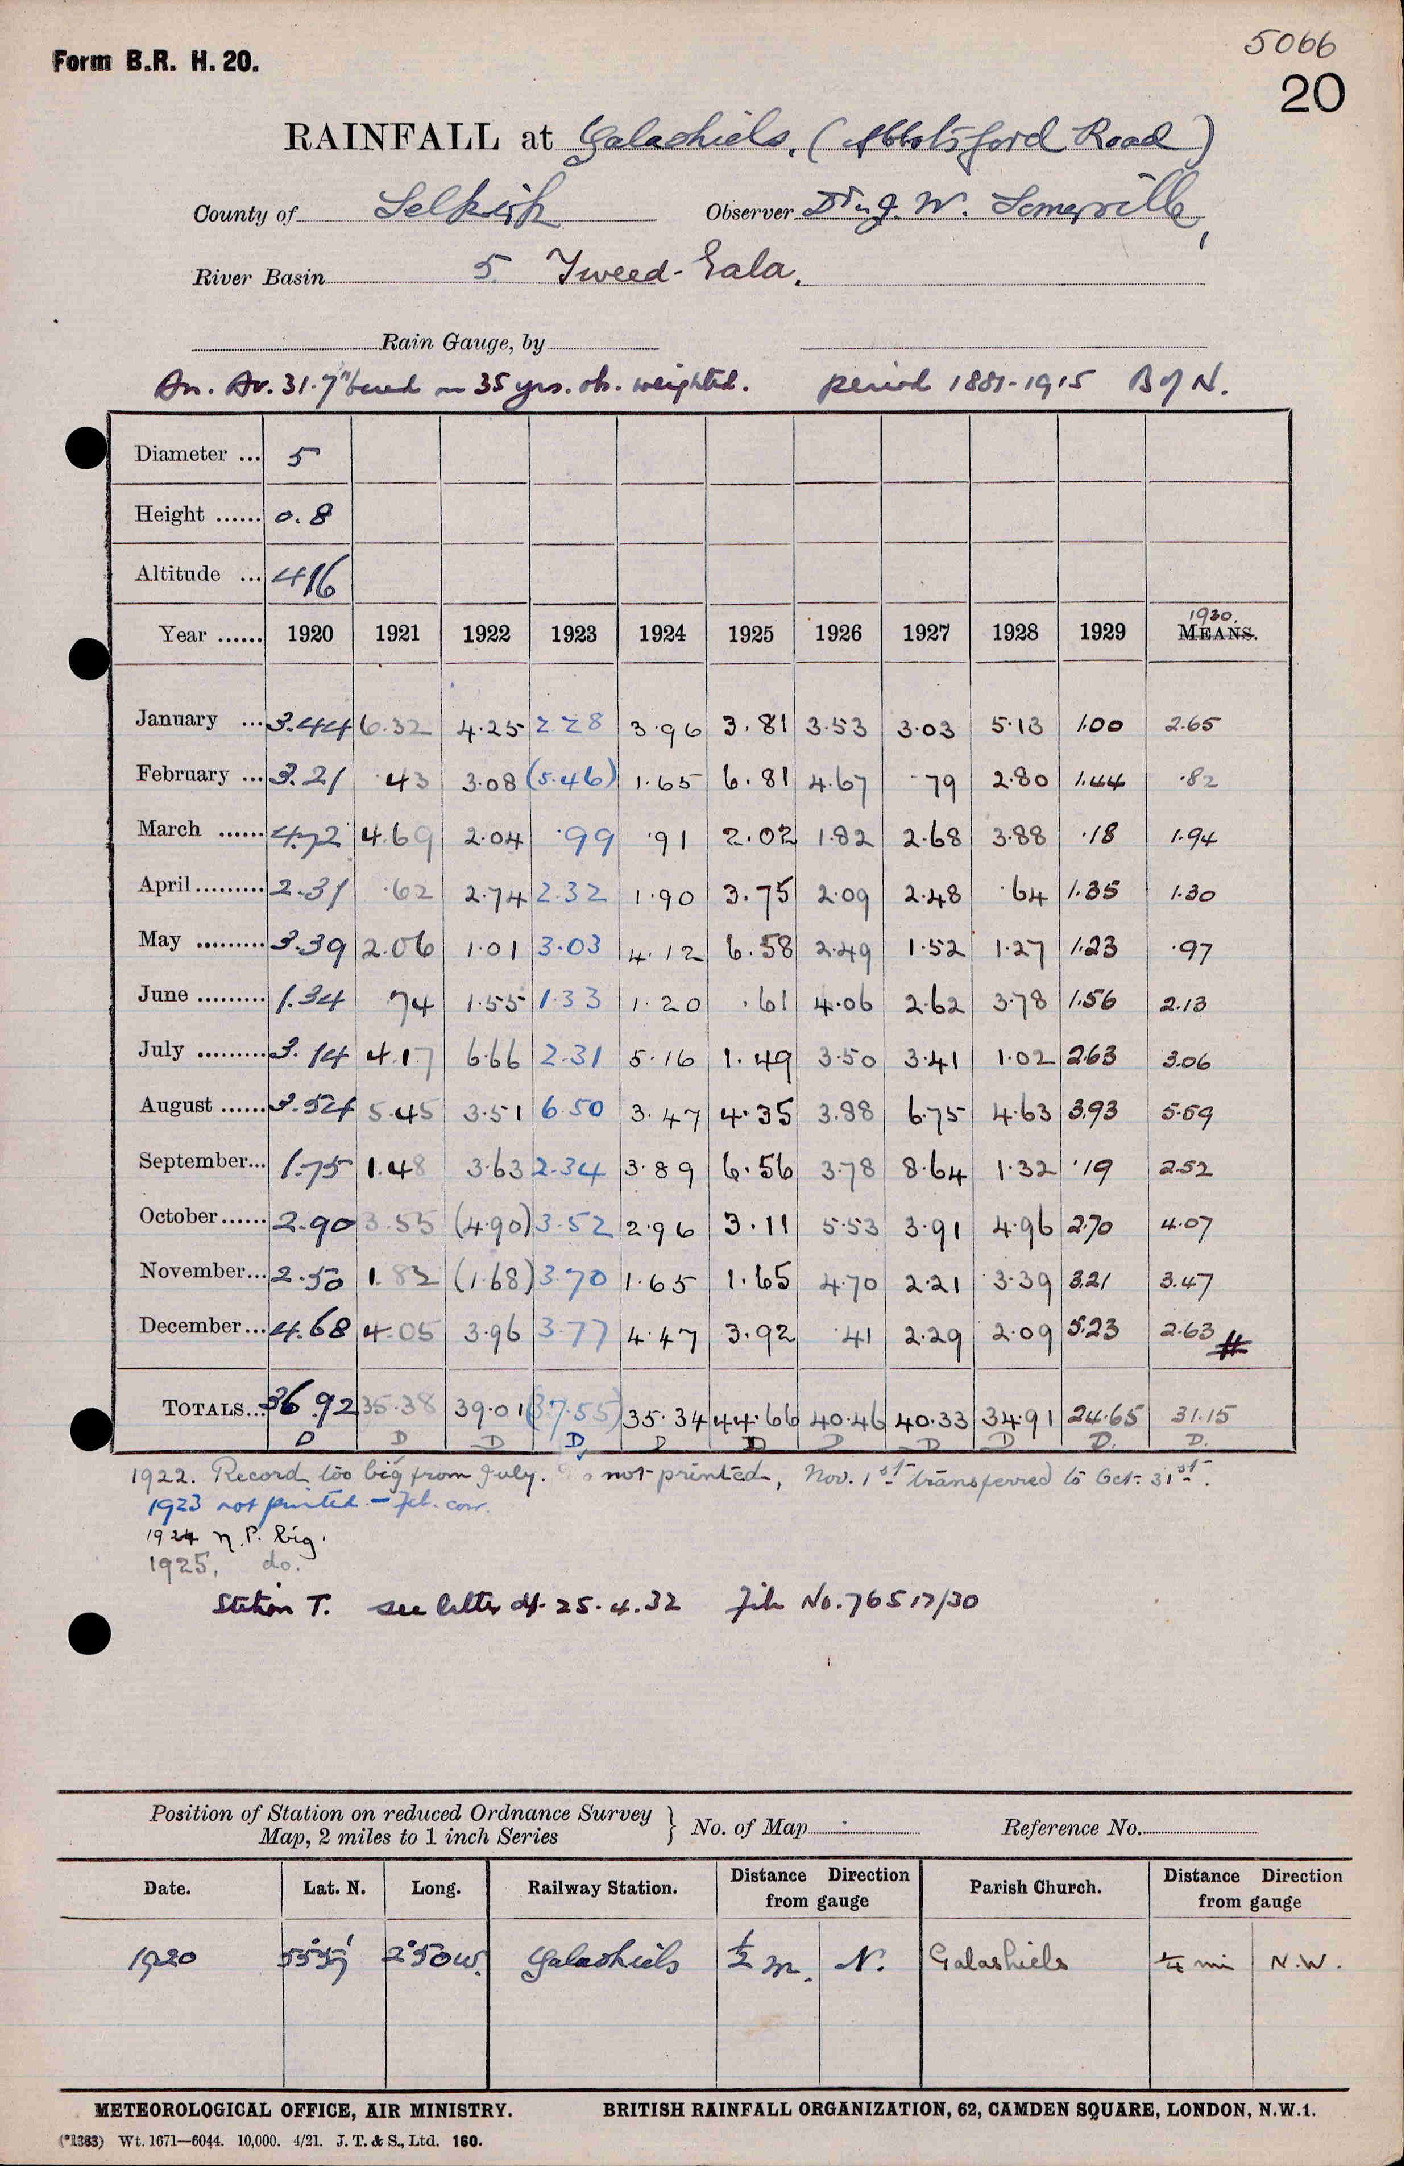 5066
Form B.R. H. 20.
20
RAINFALL at Galashiels, (Abbotsford Road)
County of Selkirk Observer Dr. J. W. Somerville,
River Basin 5. Tweed-Gala.
Rain Gauge, by
An. Av. 31.7" based on 35 yrs. ob. weighted. period 1881-1915 B of N.
Diameter ... 5
Height ...... 0.8
Altitude ... 416
Year ...... 1920 1921 1922 1923 1924 1925 1926 1927 1928 1929 1930. MEANS.
January ... 3.44 6.32 4.25 2.28 3.96 3.81 3.53 3.03 5.13 1.00 2.65
February ... 3.21 .43 3.08 (5.46) 1.65 6.81 4.67 .79 2.80 1.44 .82
March ...... 4.72 4.69 2.04 .99 .91 2.02 1.82 2.68 3.88 .18 1.94
April ......... 2.31 .62 2.74 2.32 1.90 3.75 2.09 2.48 .64 1.35 1.30
May ......... 3.39 2.06 1.01 3.03 4.12 6.58 2.49 1.52 1.27 1.23 .97
June ......... 1.34 .74 1.55 1.33 1.20 .61 4.06 2.62 3.78 1.56 2.13
July ......... 3.14 4.17 6.66 2.31 5.16 1.49 3.50 3.41 1.02 2.63 3.06
August ...... 3.54 5.45 3.51 6.50 3.47 4.35 3.88 6.75 4.63 3.93 5.59
September... 1.75 1.48 3.63 2.34 3.89 6.56 3.78 8.64 1.32 .19 2.52
October...... 2.90 3.55 (4.90) 3.52 2.96 3.11 5.53 3.91 4.96 2.70 4.07
November... 2.50 1.82 (1.68) 3.70 1.65 1.65 4.70 2.21 3.39 3.21 3.47
December... 4.68 4.05 3.96 3.77 4.47 3.92 .41 2.29 2.09 5.23 2.63 #
TOTALS... 36.92 35.38 39.01 (37.55) 35.34 44.66 40.46 40.33 34.91 24.65 31.15
D D D D D D D D D D. D.
1922. Record too big from July. not printed, Nov. 1st transferred to Oct. 31st.
1923 not printed - Feb. corr.
1924 N.P. big.
1925, do.
Station T. see letter of 25.4.32 File No. 76517/30
Position of Station on reduced Ordnance Survey Map, 2 miles to 1 inch Series } No. of Map Reference No.
Date. Lat. N. Long. Railway Station. Distance Direction from gauge Parish Church. Distance Direction from gauge
1920 55°37' 2°50W. Galashiels ½ m. N. Galashiels ¼ mi N.W.
METEOROLOGICAL OFFICE, AIR MINISTRY. BRITISH RAINFALL ORGANIZATION, 62, CAMDEN SQUARE, LONDON, N.W.1.
(*1383) Wt. 1671—6044. 10,000. 4/21. J. T. & S., Ltd. 160.